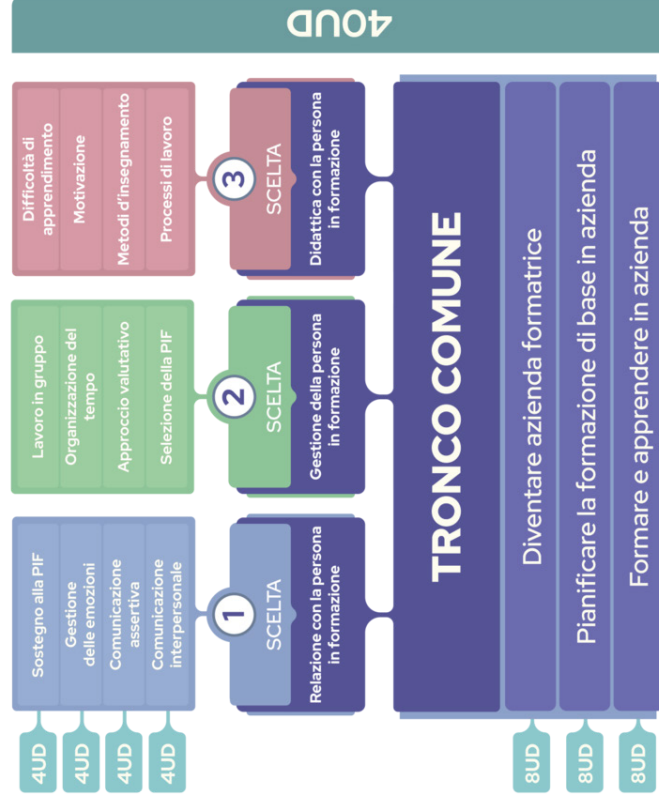 4UD
4UD
4UD
4UD
Sostegno alla PIF
Gestione
delle emozioni
Comunicazione
assertiva
Comunicazione
interpersonale
1
SCELTA
Relazione con la persona
in formazione
Lavoro in gruppo
Organizzazione del
tempo
Approccio valutativo
Selezione della PIF
2
SCELTA
Gestione della persona
in formazione
Difficoltà di
apprendimento
Motivazione
Metodi d'insegnamento
Processi di lavoro
3
SCELTA
Didattica con la persona
in formazione
TRONCO COMUNE
8UD
Diventare azienda formatrice
8UD
Pianificare la formazione di base in azienda
8UD
Formare e apprendere in azienda
40UD